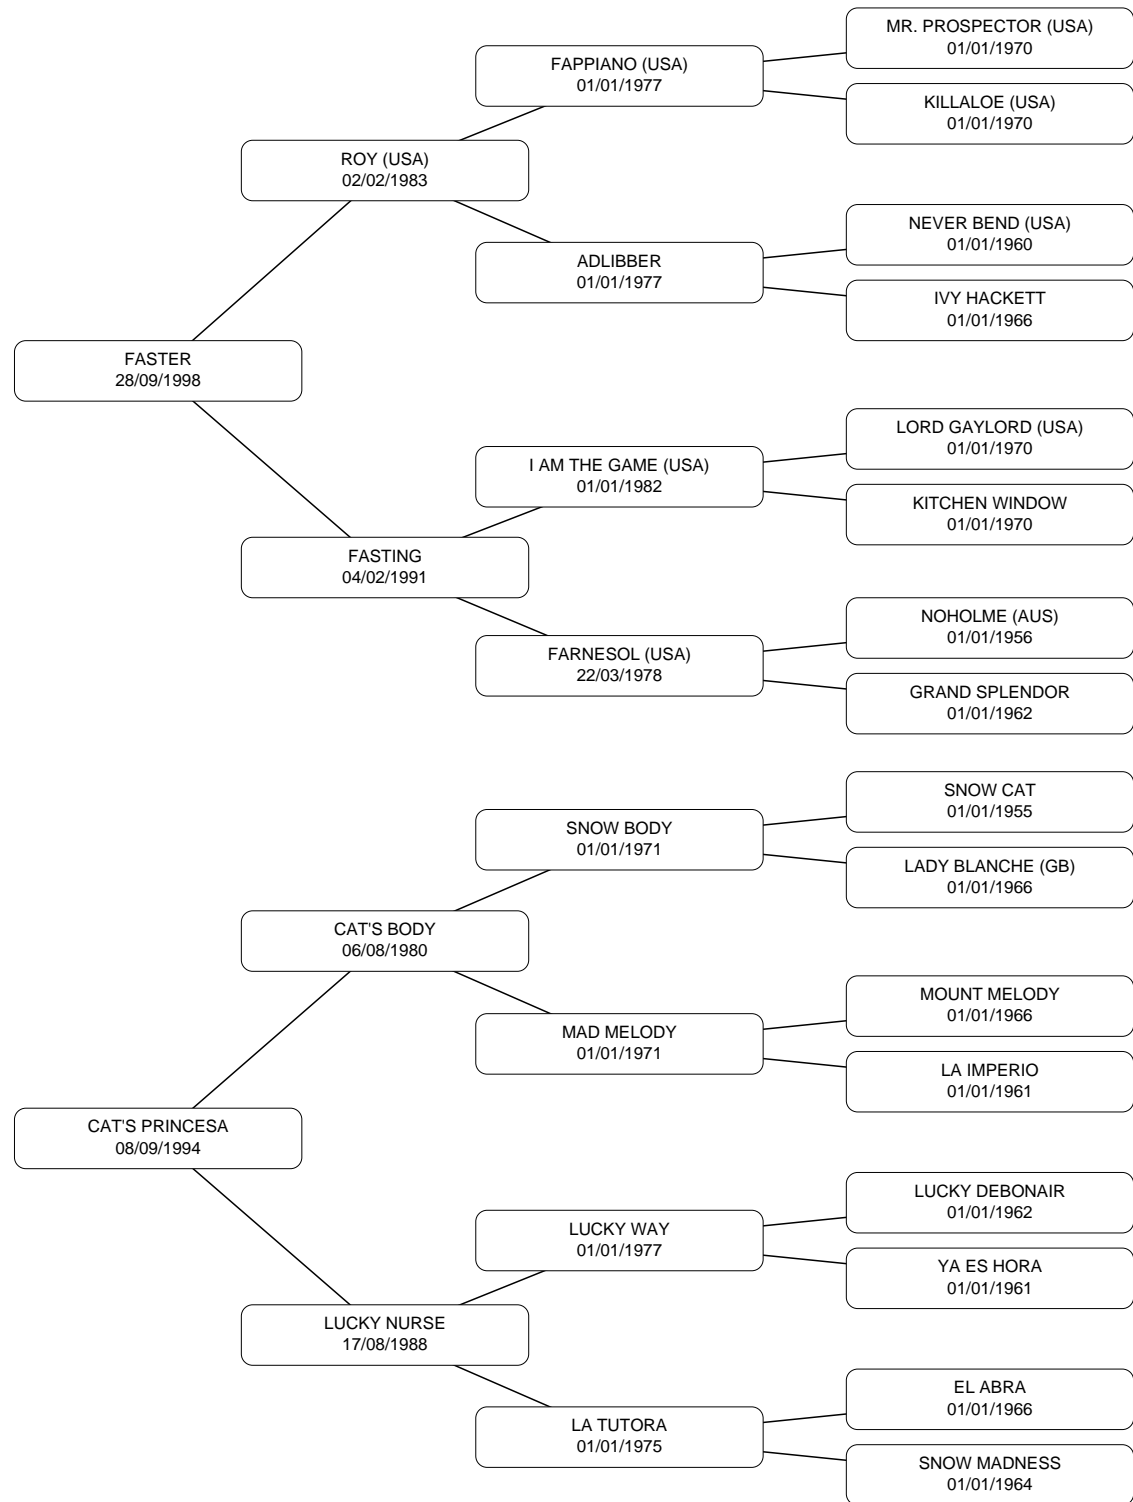 MR. PROSPECTOR (USA)
01/01/1970
FAPPIANO (USA)
01/01/1977
KILLALOE (USA)
01/01/1970
ROY (USA)
02/02/1983
NEVER BEND (USA)
01/01/1960
ADLIBBER
01/01/1977
IVY HACKETT
01/01/1966
FASTER
28/09/1998
LORD GAYLORD (USA)
01/01/1970
I AM THE GAME (USA)
01/01/1982
KITCHEN WINDOW
01/01/1970
FASTING
04/02/1991
NOHOLME (AUS)
01/01/1956
FARNESOL (USA)
22/03/1978
GRAND SPLENDOR
01/01/1962
SNOW CAT
01/01/1955
SNOW BODY
01/01/1971
LADY BLANCHE (GB)
01/01/1966
CAT'S BODY
06/08/1980
MOUNT MELODY
01/01/1966
MAD MELODY
01/01/1971
LA IMPERIO
01/01/1961
CAT'S PRINCESA
08/09/1994
LUCKY DEBONAIR
01/01/1962
LUCKY WAY
01/01/1977
YA ES HORA
01/01/1961
LUCKY NURSE
17/08/1988
EL ABRA
01/01/1966
LA TUTORA
01/01/1975
SNOW MADNESS
01/01/1964